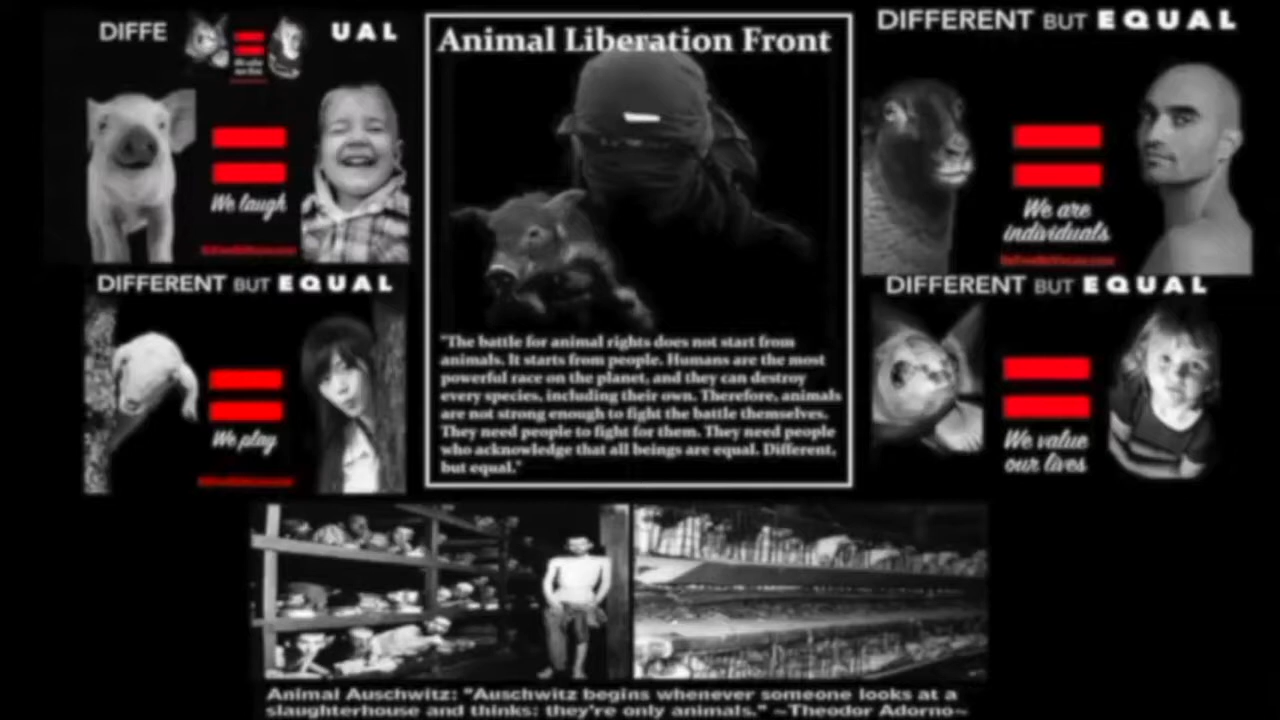 DIFFE UAL
We laugh
DIFFERENT BUT EQUAL
We play
Animal Liberation Front
"The battle for animal rights does not start from
animals. It starts from people. Humans are the most
powerful race on the planet, and they can destroy
every species, including their own. Therefore, animals
are not strong enough to fight the battle themselves.
They need people to fight for them. They need people
who acknowledge that all beings are equal. Different,
but equal."
DIFFERENT BUT EQUAL
We are
individuals
DIFFERENT BUT EQUAL
We value
our lives
Animal Auschwitz: "Auschwitz begins whenever someone looks at a
slaughterhouse and thinks: they're only animals." ~Theodor Adorno~